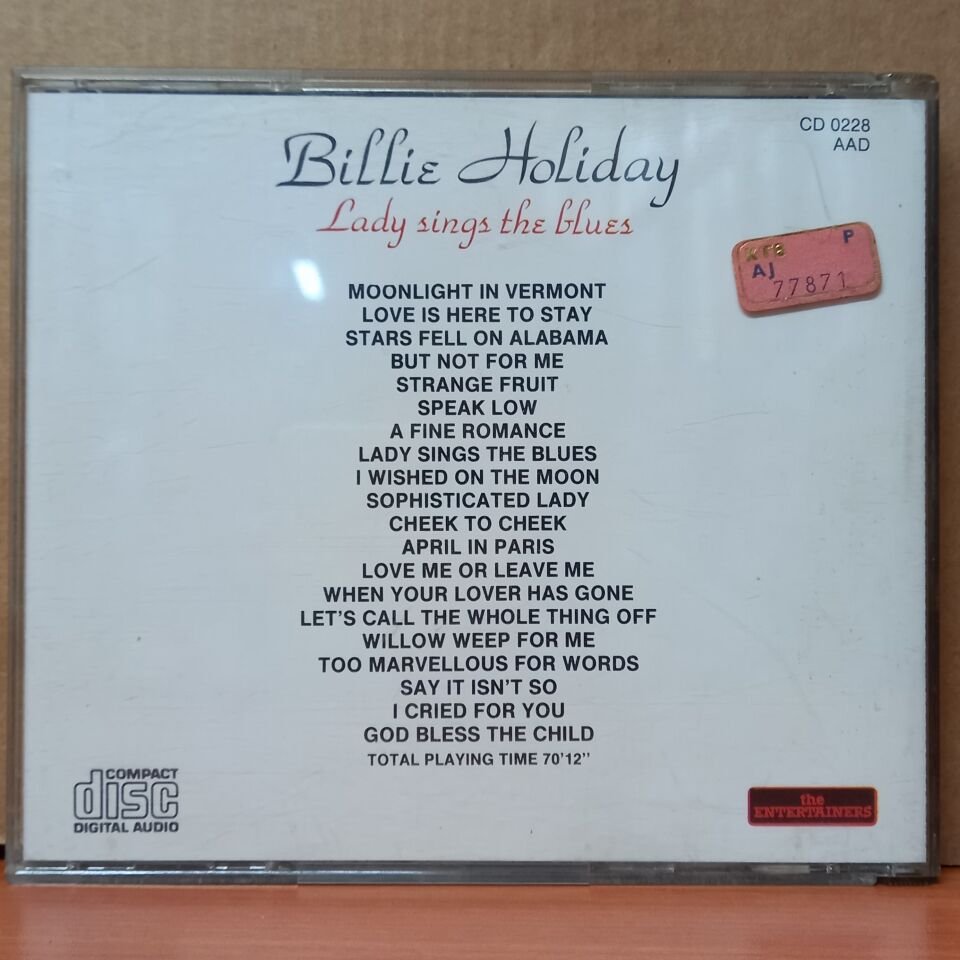 CD 0228
AAD
Billie Holiday
Lady sings the blues
P
AJ
77871
MOONLIGHT IN VERMONT
LOVE IS HERE TO STAY
STARS FELL ON ALABAMA
BUT NOT FOR ME
STRANGE FRUIT
SPEAK LOW
A FINE ROMANCE
LADY SINGS THE BLUES
I WISHED ON THE MOON
SOPHISTICATED LADY
CHEEK TO CHEEK
APRIL IN PARIS
LOVE ME OR LEAVE ME
WHEN YOUR LOVER HAS GONE
LET'S CALL THE WHOLE THING OFF
WILLOW WEEP FOR ME
TOO MARVELLOUS FOR WORDS
SAY IT ISN'T SO
I CRIED FOR YOU
GOD BLESS THE CHILD
TOTAL PLAYING TIME 70'12"
COMPACT
disc
DIGITAL AUDIO
the
ENTERTAINERS